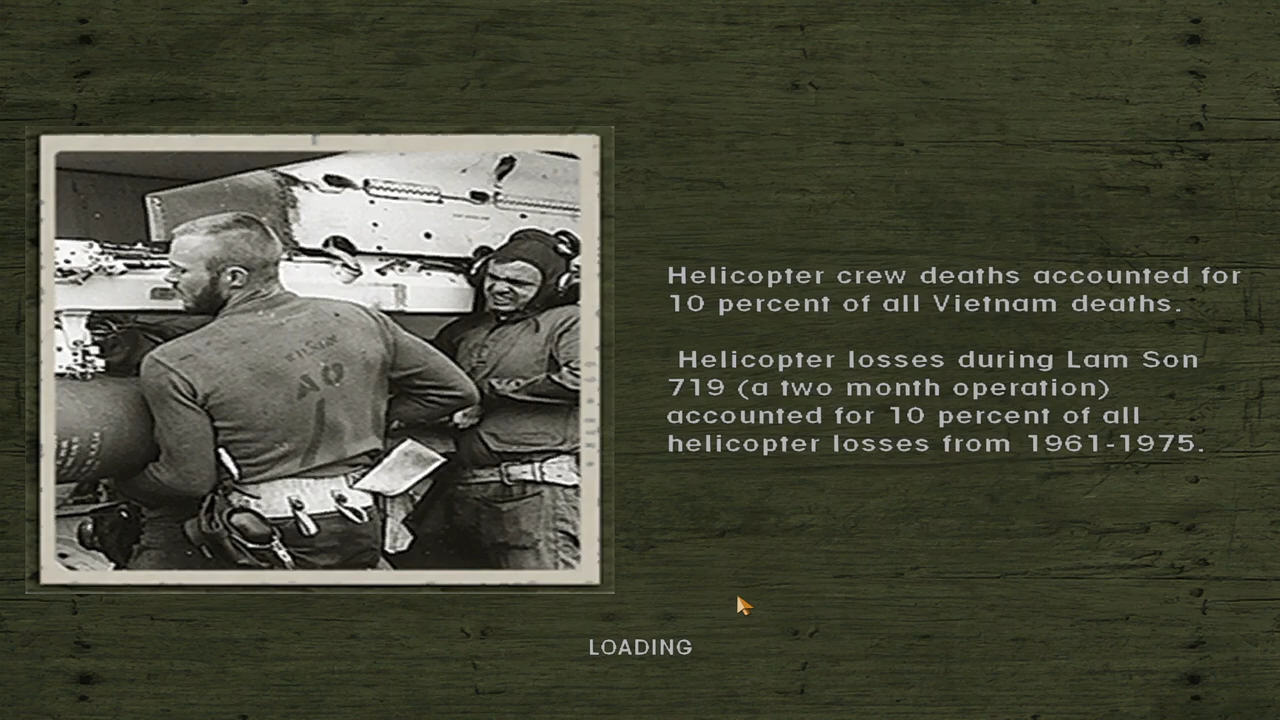 Helicopter crew deaths accounted for
10 percent of all Vietnam deaths.
Helicopter losses during Lam Son
719 (a two month operation)
accounted for 10 percent of all
helicopter losses from 1961-1975.
LOADING